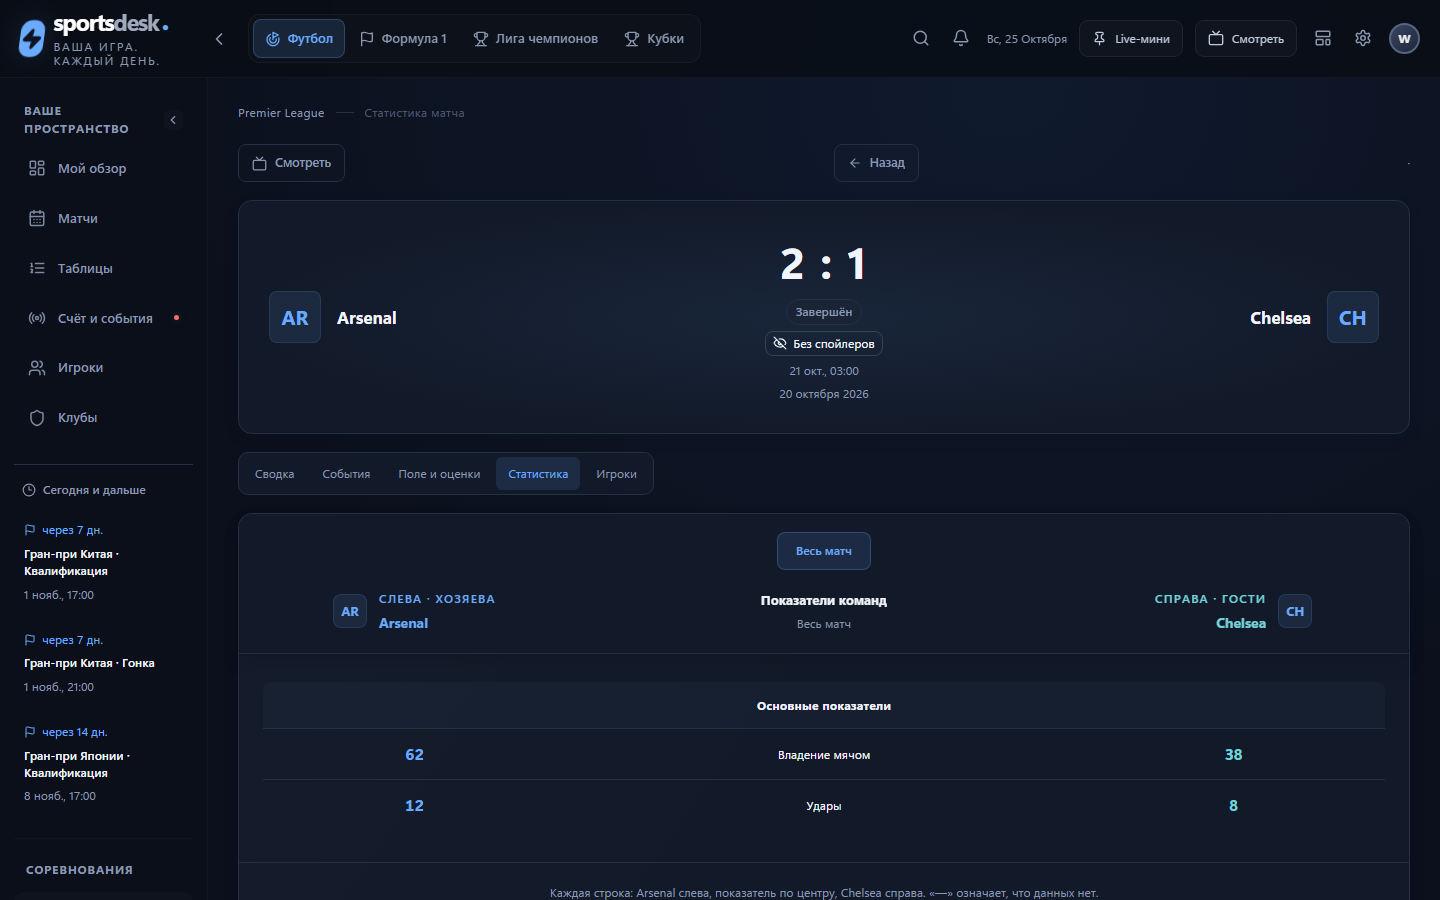 sportsdesk.
ВАША ИГРА.
КАЖДЫЙ ДЕНЬ.
Футбол
Формула 1
Лига чемпионов
Кубки
Вс, 25 Октября
Live-мини
Смотреть
W
ВАШЕ
ПРОСТРАНСТВО
Мой обзор
Матчи
Таблицы
Счёт и события
Игроки
Клубы
Сегодня и дальше
через 7 дн.
Гран-при Китая ·
Квалификация
1 нояб., 17:00
через 7 дн.
Гран-при Китая · Гонка
1 нояб., 21:00
через 14 дн.
Гран-при Японии ·
Квалификация
8 нояб., 17:00
СОРЕВНОВАНИЯ
Premier League — Статистика матча
Смотреть
Назад
·
2 : 1
AR
Arsenal
Завершён
Без спойлеров
21 окт., 03:00
20 октября 2026
Chelsea
CH
Сводка
События
Поле и оценки
Статистика
Игроки
Весь матч
AR
СЛЕВА · ХОЗЯЕВА
Arsenal
Показатели команд
Весь матч
СПРАВА · ГОСТИ
Chelsea
CH
Основные показатели
62 Владение мячом 38
12 Удары 8
Каждая строка: Arsenal слева, показатель по центру, Chelsea справа. «—» означает, что данных нет.